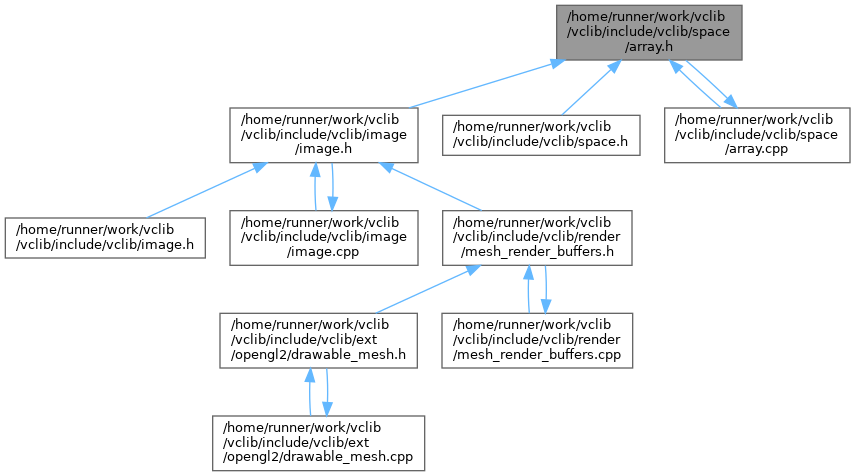 /home/runner/work/vclib
/vclib/include/vclib/space
/array.h
/home/runner/work/vclib
/vclib/include/vclib/image
/image.h
/home/runner/work/vclib
/vclib/include/vclib/space.h
/home/runner/work/vclib
/vclib/include/vclib/space
/array.cpp
/home/runner/work/vclib
/vclib/include/vclib/image.h
/home/runner/work/vclib
/vclib/include/vclib/image
/image.cpp
/home/runner/work/vclib
/vclib/include/vclib/render
/mesh_render_buffers.h
/home/runner/work/vclib
/vclib/include/vclib/ext
/opengl2/drawable_mesh.h
/home/runner/work/vclib
/vclib/include/vclib/render
/mesh_render_buffers.cpp
/home/runner/work/vclib
/vclib/include/vclib/ext
/opengl2/drawable_mesh.cpp